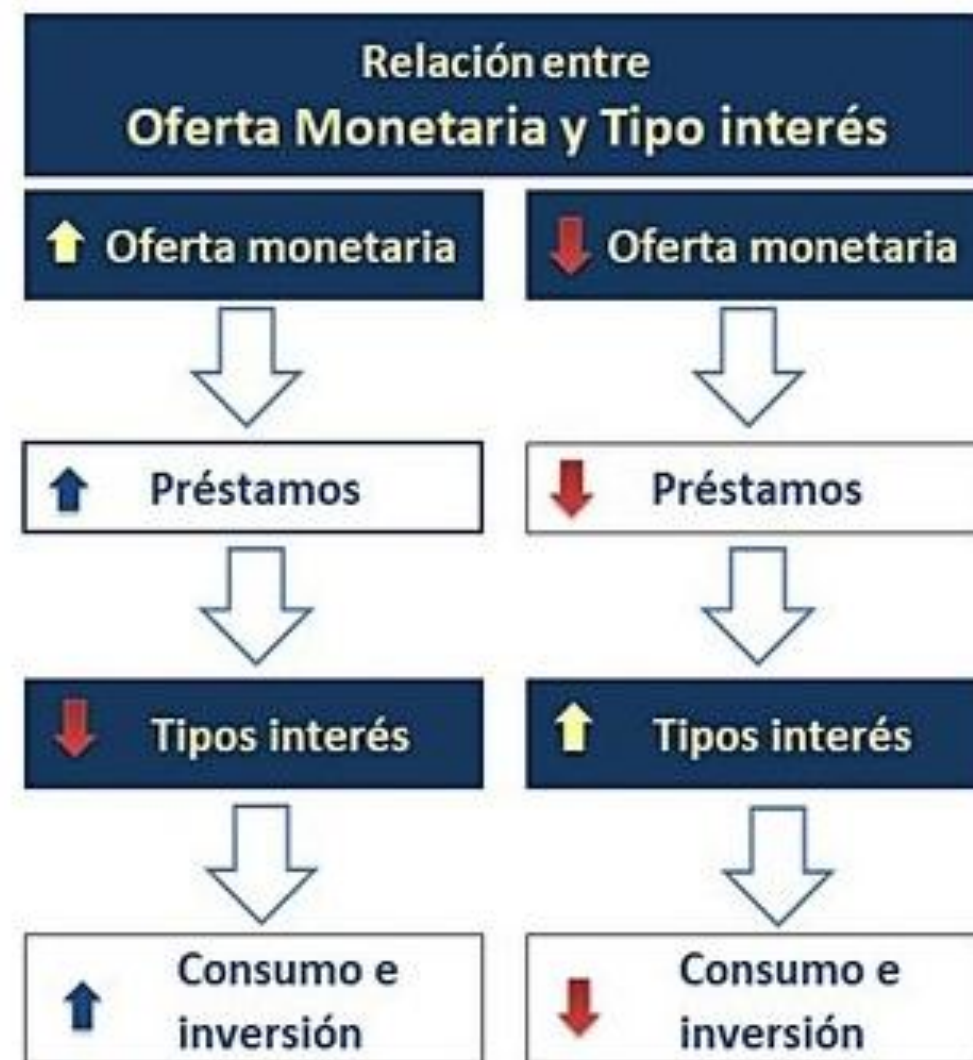 Relación entre
Oferta Monetaria y Tipo interés
Oferta monetaria
Préstamos
Tipos interés
Consumo e
inversión
Oferta monetaria
Préstamos
Tipos interés
Consumo e
inversión